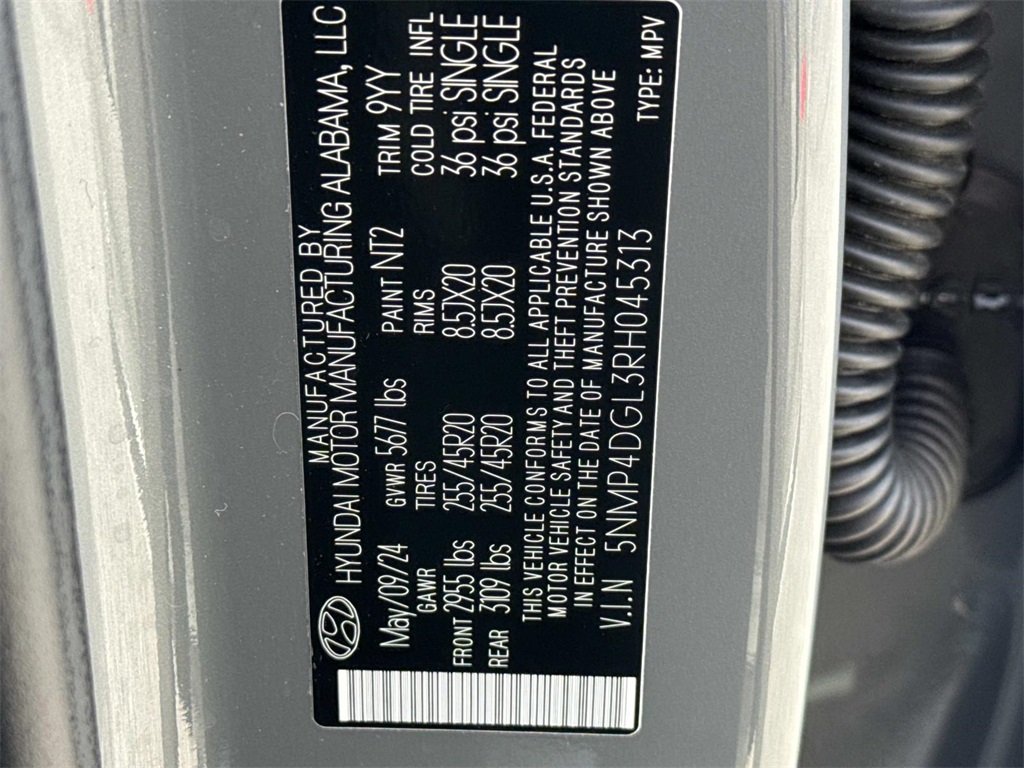 MANUFACTURED BY
HYUNDAI MOTOR MANUFACTURING ALABAMA, LLC
May/09/24 GVWR 5677 lbs PAINT NT2 TRIM 9YY
GAWR TIRES RIMS COLD TIRE INFL
FRONT 2955 lbs 255/45R20 8.5JX20 36 psi SINGLE
REAR 3109 lbs 255/45R20 8.5JX20 36 psi SINGLE
THIS VEHICLE CONFORMS TO ALL APPLICABLE U.S.A. FEDERAL
MOTOR VEHICLE SAFETY AND THEFT PREVENTION STANDARDS
IN EFFECT ON THE DATE OF MANUFACTURE SHOWN ABOVE
V.I.N 5NMP4DGL3RH045313 TYPE: MPV